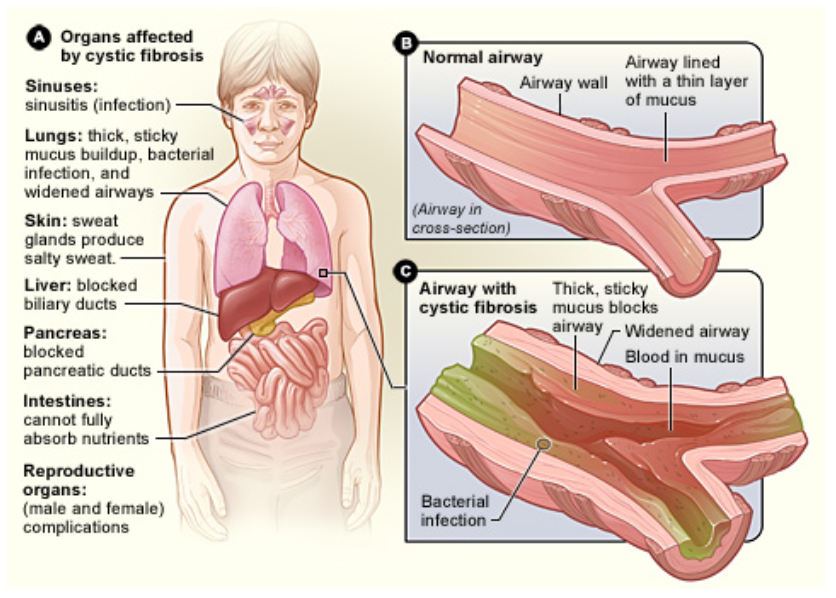 A
Organs affected
by cystic fibrosis
Sinuses:
sinusitis (infection)
Lungs: thick, sticky
mucus buildup, bacterial
infection, and
widened airways
Skin: sweat
glands produce
salty sweat.
Liver: blocked
biliary ducts
Pancreas:
blocked
pancreatic ducts
Intestines:
cannot fully
absorb nutrients
Reproductive
organs:
(male and female)
complications
B
Normal airway
Airway wall
Airway lined
with a thin layer
of mucus
(Airway in
cross-section)
C
Airway with
cystic fibrosis
Thick, sticky
mucus blocks
airway
Widened airway
Blood in mucus
Bacterial
infection